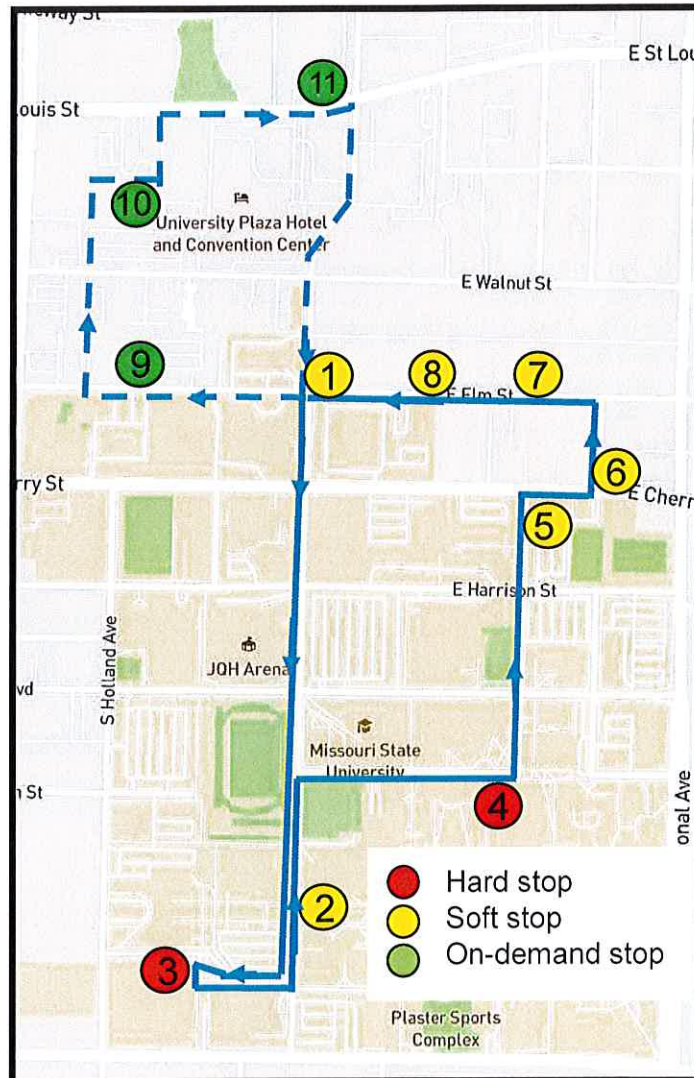 eway St
E St Lou
11
ouis St
10
University Plaza Hotel
and Convention Center
E Walnut St
9
1
8
7
E Elm St
6
rry St
E Cherr
5
E Harrison St
S Holland Ave
JQH Arena
vd
Missouri State
University
n St
4
onal Ave
Hard stop
2
Soft stop
On-demand stop
3
Plaster Sports
Complex